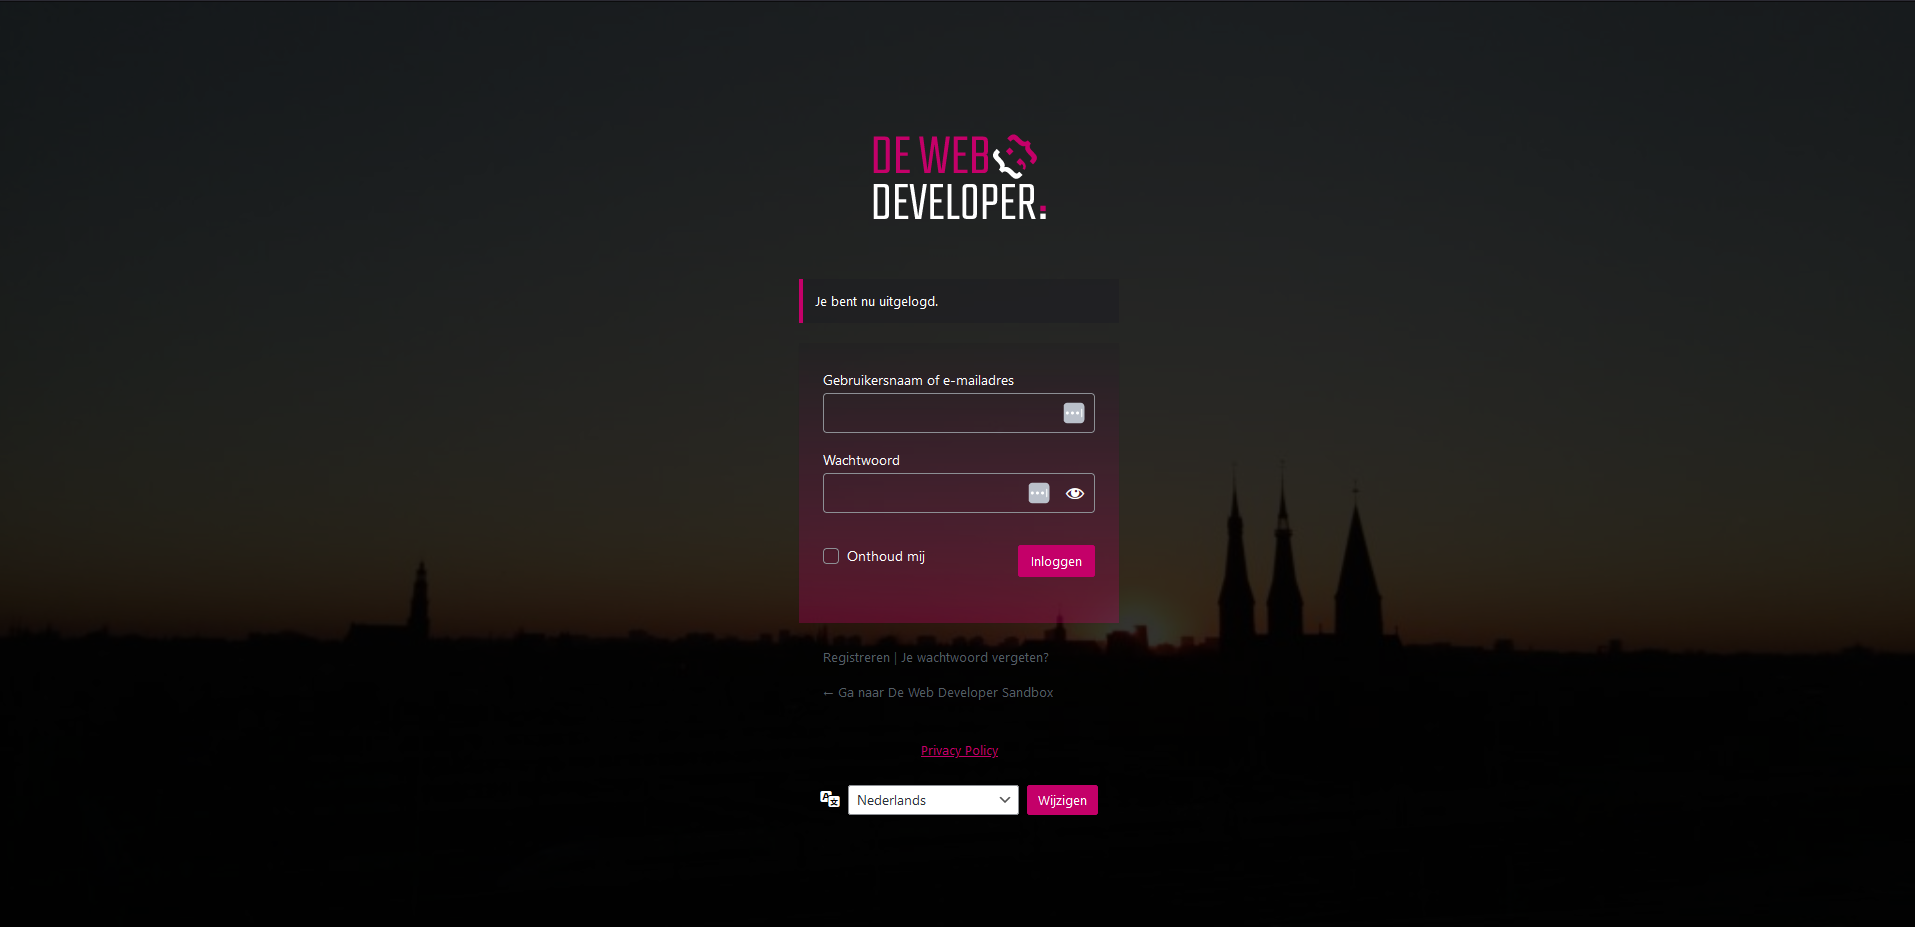 DE WEB
DEVELOPER.
Je bent nu uitgelogd.
Gebruikersnaam of e-mailadres
Wachtwoord
Onthoud mij
Inloggen
Registreren | Je wachtwoord vergeten?
← Ga naar De Web Developer Sandbox
Privacy Policy
Nederlands
Wijzigen